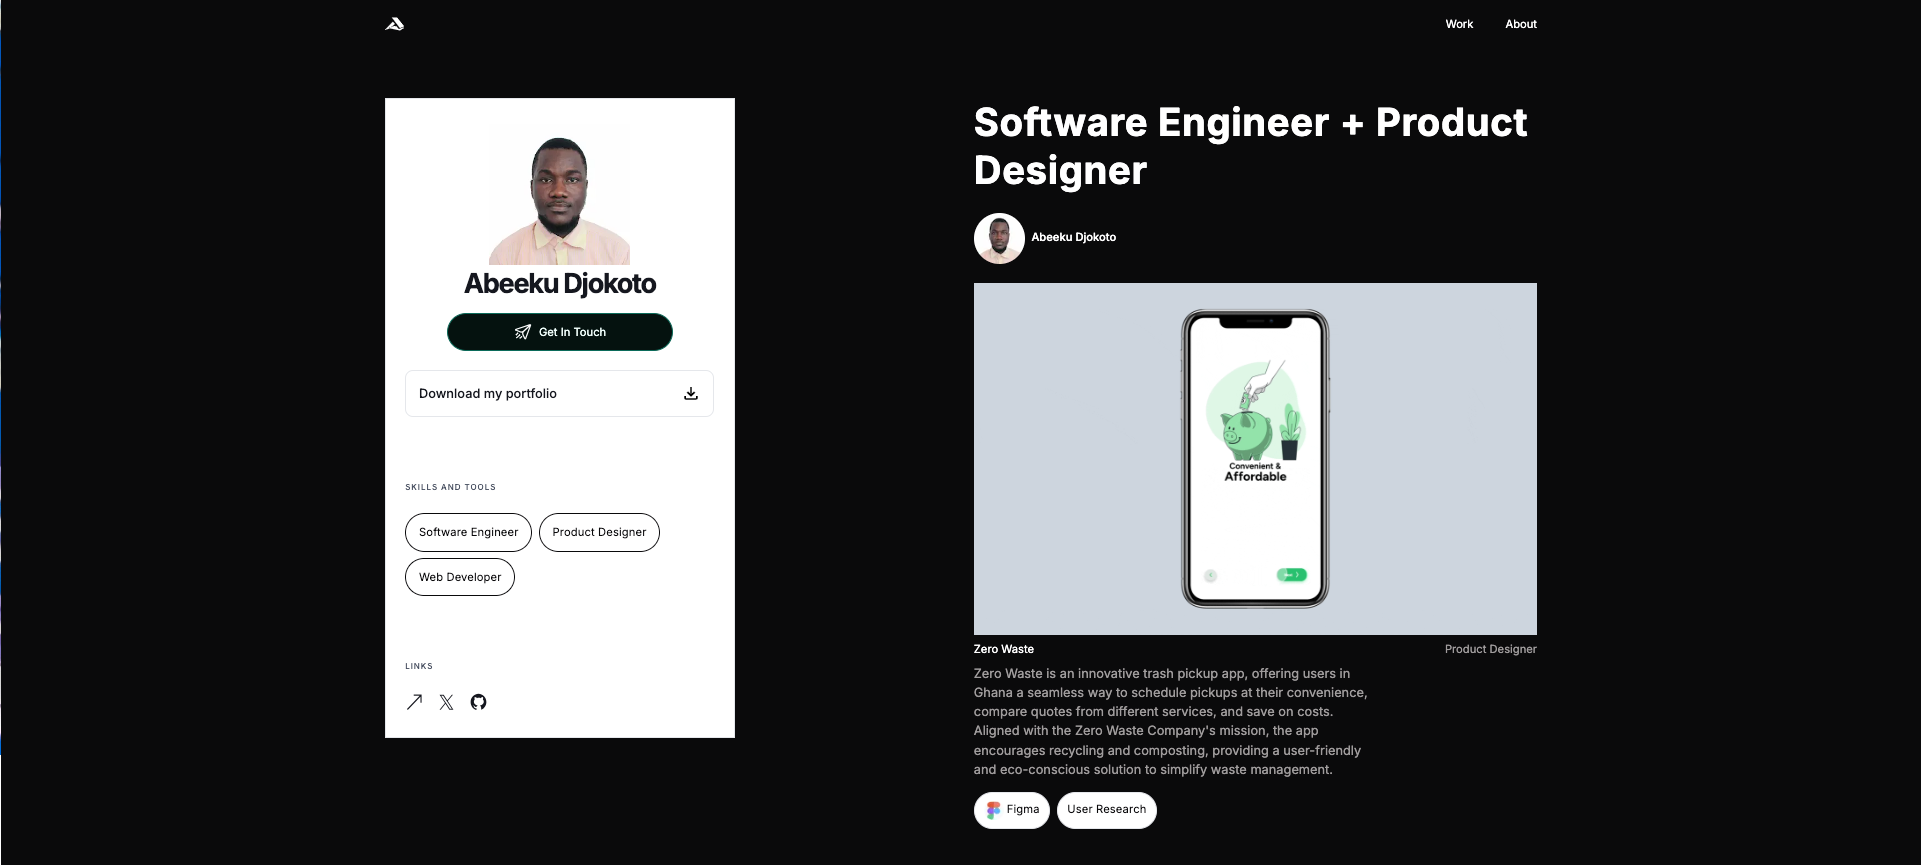 Work
About
Abeeku Djokoto
Get In Touch
Download my portfolio
SKILLS AND TOOLS
Software Engineer
Product Designer
Web Developer
LINKS
Software Engineer + Product
Designer
Abeeku Djokoto
Convenient &
Affordable
Zero Waste
Product Designer
Zero Waste is an innovative trash pickup app, offering users in
Ghana a seamless way to schedule pickups at their convenience,
compare quotes from different services, and save on costs.
Aligned with the Zero Waste Company's mission, the app
encourages recycling and composting, providing a user-friendly
and eco-conscious solution to simplify waste management.
Figma
User Research